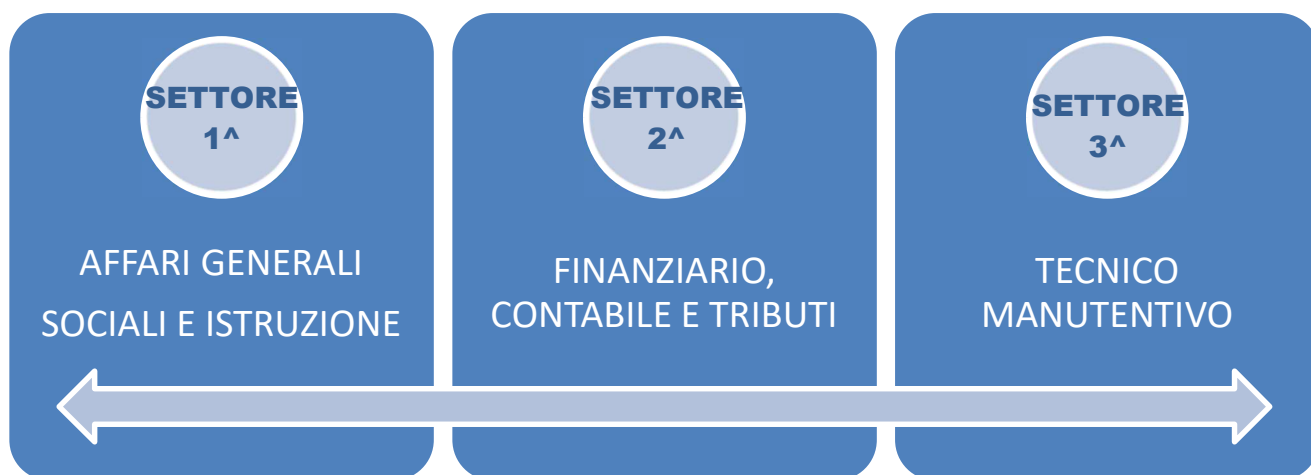 SETTORE
1^
AFFARI GENERALI
SOCIALI E ISTRUZIONE
SETTORE
2^
FINANZIARIO,
CONTABILE E TRIBUTI
SETTORE
3^
TECNICO
MANUTENTIVO